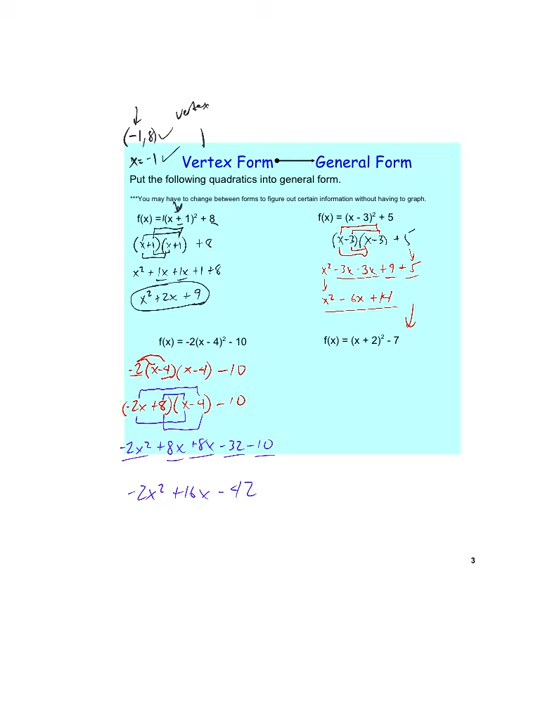 vertex
(-1,8) ✓
x=-1 ✓
Vertex Form General Form
Put the following quadratics into general form.
***You may have to change between forms to figure out certain information without having to graph.
f(x) =1(x + 1)² + 8
(x+1)(x+1) +8
x² + 1x + 1x + 1 + 8
x² + 2x + 9
f(x) = (x - 3)² + 5
(x-3)(x-3) + 5
x² - 3x - 3x + 9 + 5
x² - 6x + 14
f(x) = -2(x - 4)² - 10
-2(x-4)(x-4) - 10
(-2x + 8)(x-4) - 10
-2x² + 8x + 8x - 32 - 10
-2x² + 16x - 42
f(x) = (x + 2)² - 7
3